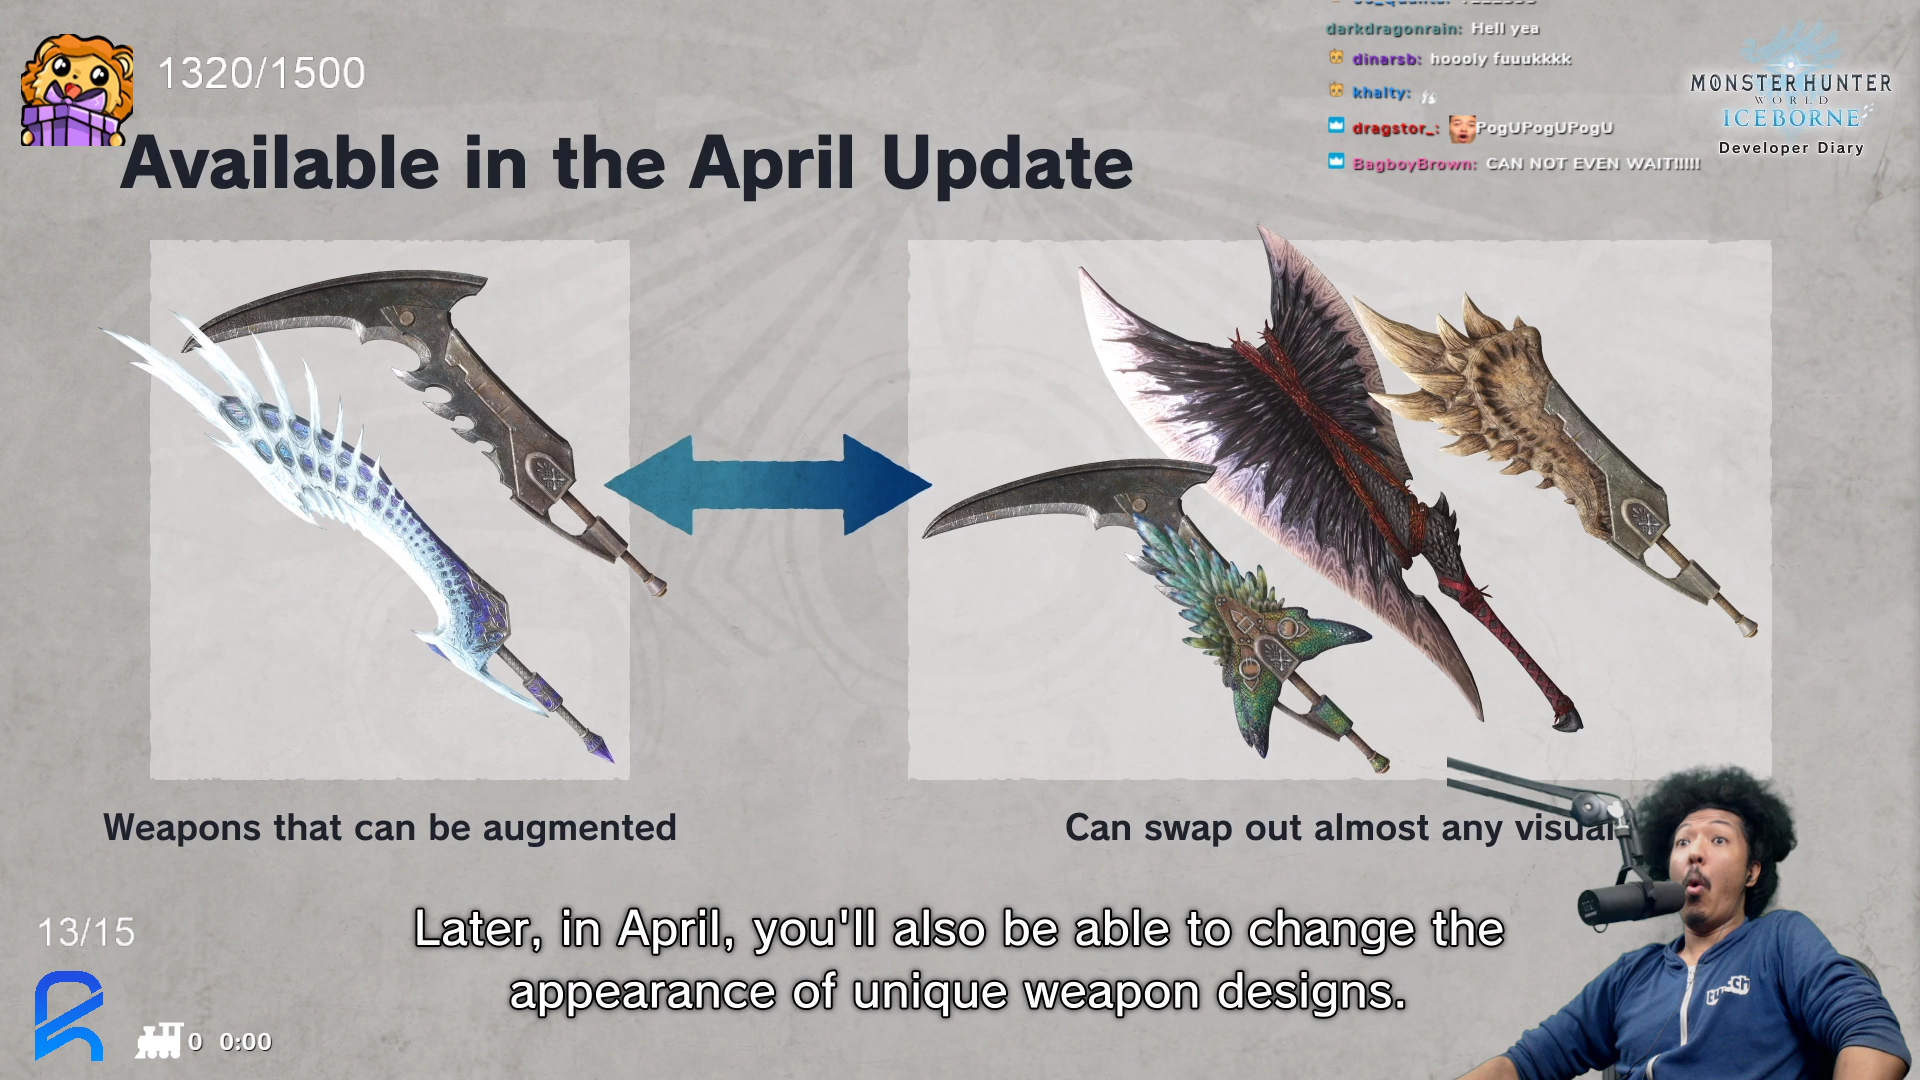 1320/1500
darkdragonrain: Hell yea
dinarsb: hoooly fuuukkkk
khalty:
dragstor_: PogUPogUPogU
BagboyBrown: CAN NOT EVEN WAIT!!!!!
MONSTER HUNTER
WORLD
ICEBORNE
Developer Diary
Available in the April Update
Weapons that can be augmented
Can swap out almost any visual
Later, in April, you'll also be able to change the
appearance of unique weapon designs.
13/15
0 0:00